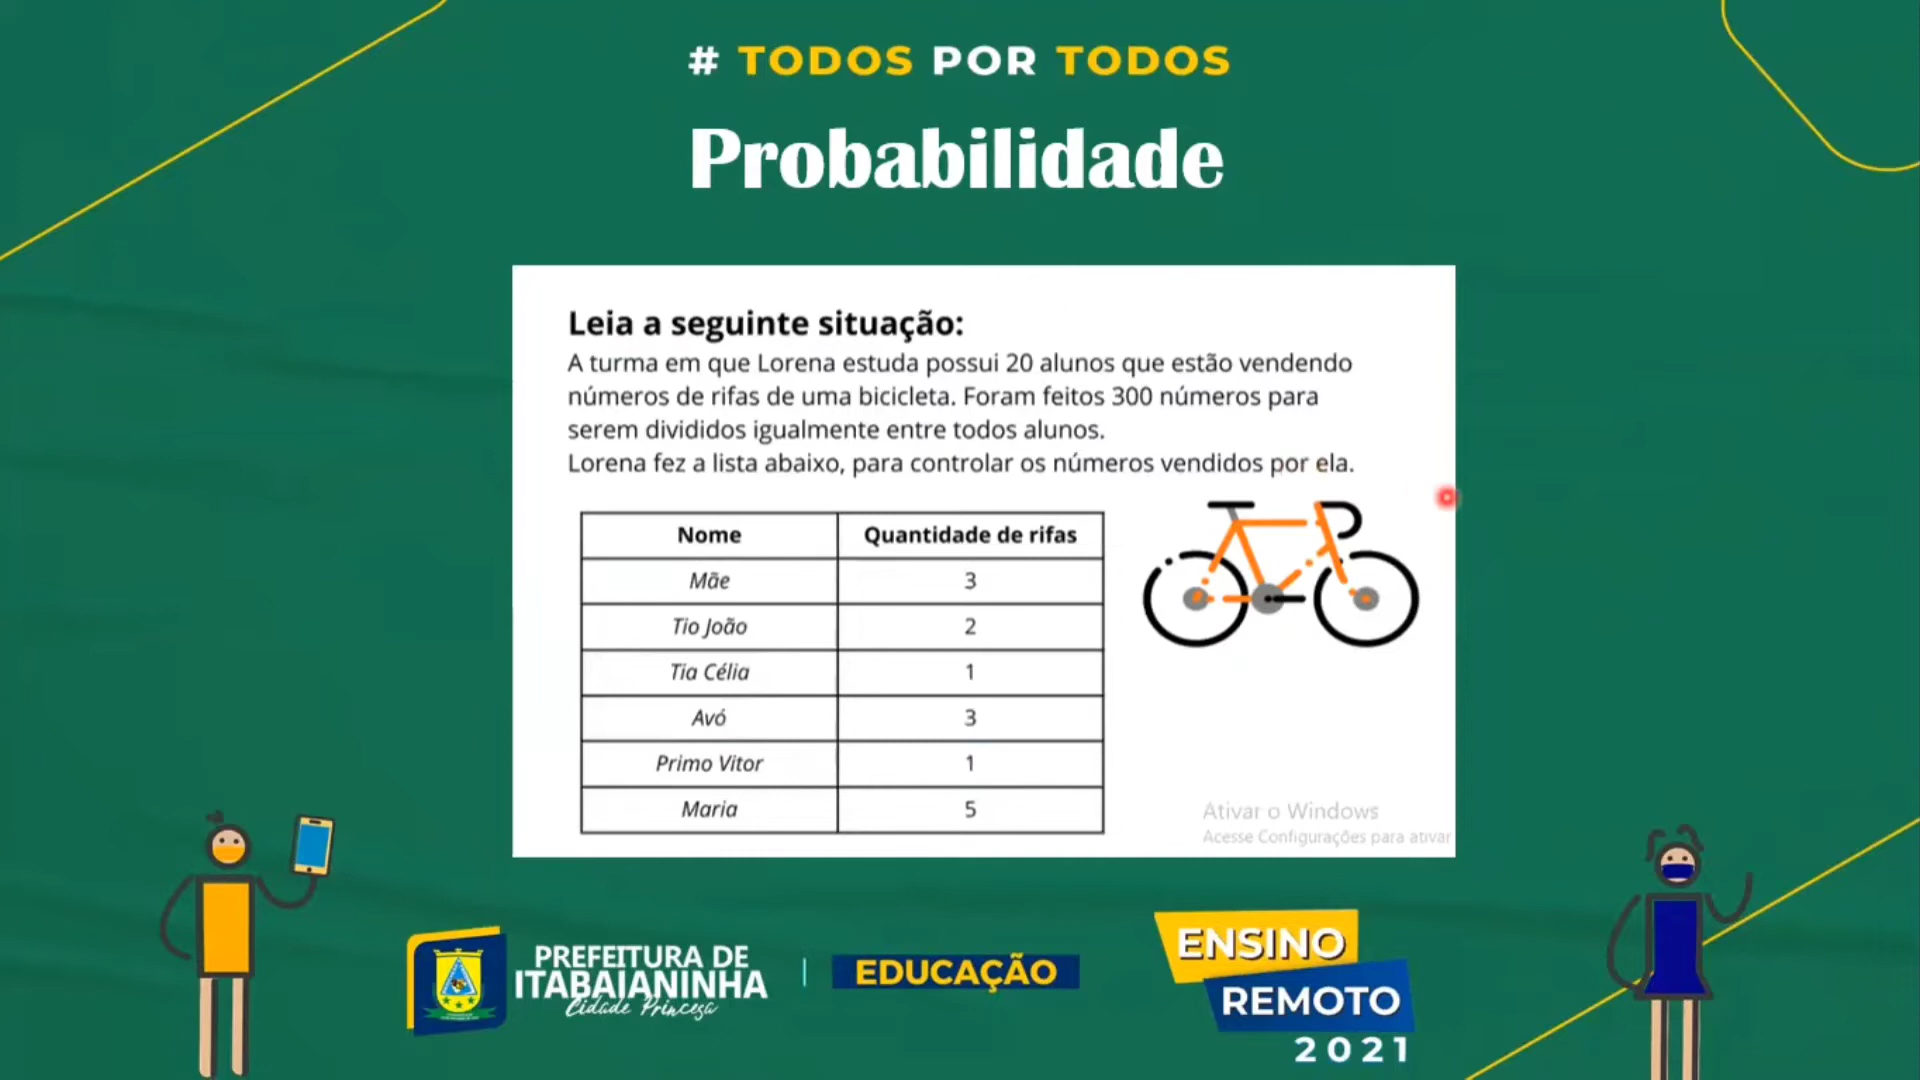 # TODOS POR TODOS
Probabilidade
Leia a seguinte situação:
A turma em que Lorena estuda possui 20 alunos que estão vendendo
números de rifas de uma bicicleta. Foram feitos 300 números para
serem divididos igualmente entre todos alunos.
Lorena fez a lista abaixo, para controlar os números vendidos por ela.
Nome Quantidade de rifas
Mãe 3
Tio João 2
Tia Célia 1
Avó 3
Primo Vitor 1
Maria 5
Ativar o Windows
Acesse Configurações para ativar
PREFEITURA DE
ITABAIANINHA
Cidade Princesa
EDUCAÇÃO
ENSINO
REMOTO
2021